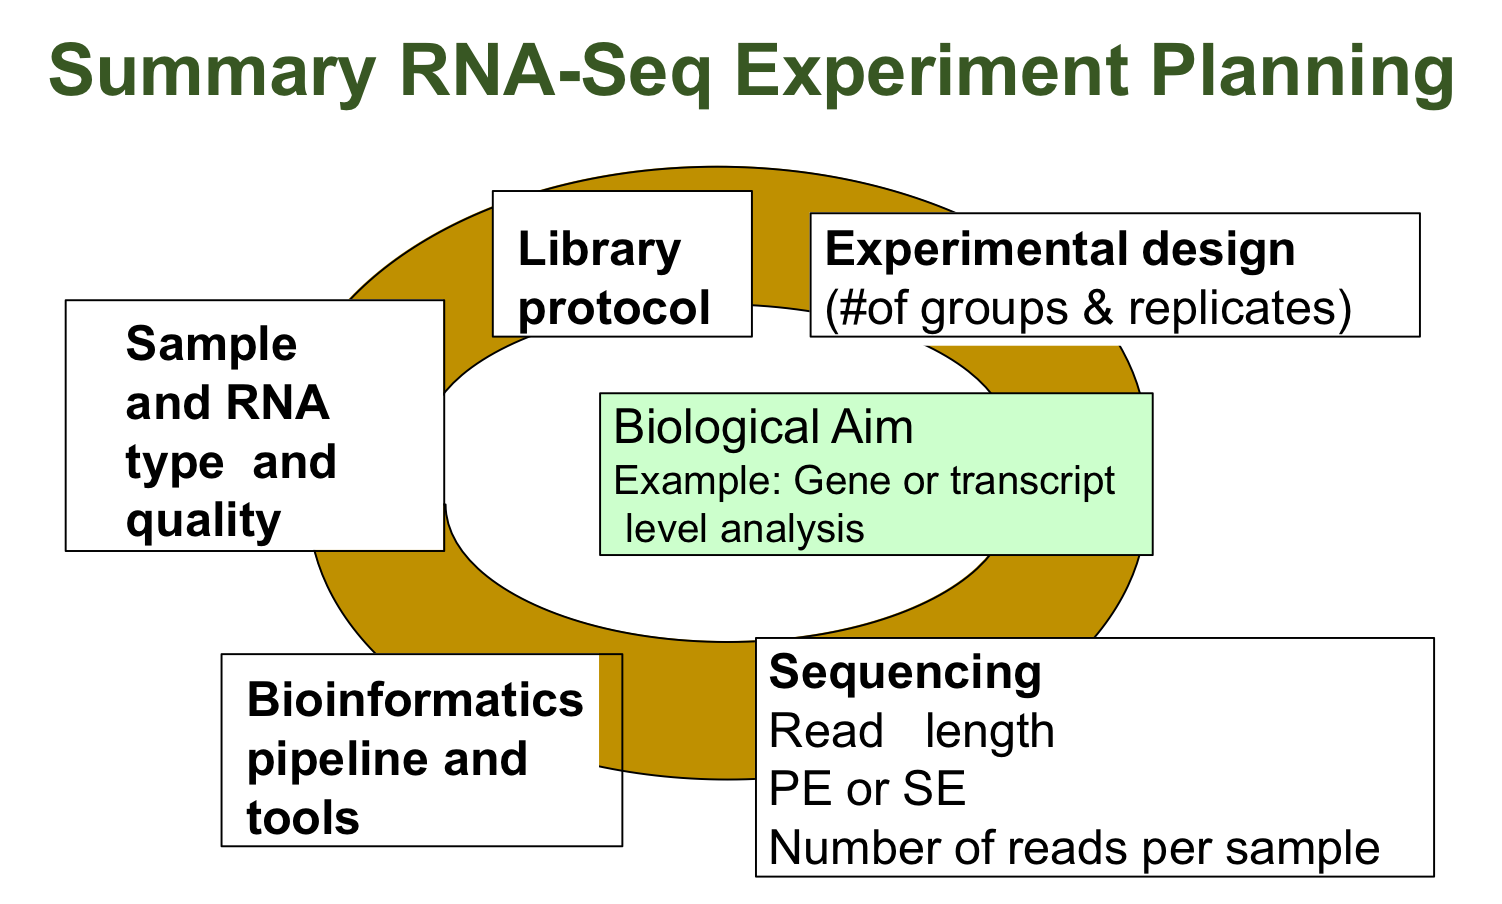 Summary RNA-Seq Experiment Planning
Library
protocol
Experimental design
(#of groups & replicates)
Sample
and RNA
type  and
quality
Biological Aim
Example: Gene or transcript
level analysis
Bioinformatics
pipeline and
tools
Sequencing
Read   length
PE or SE
Number of reads per sample